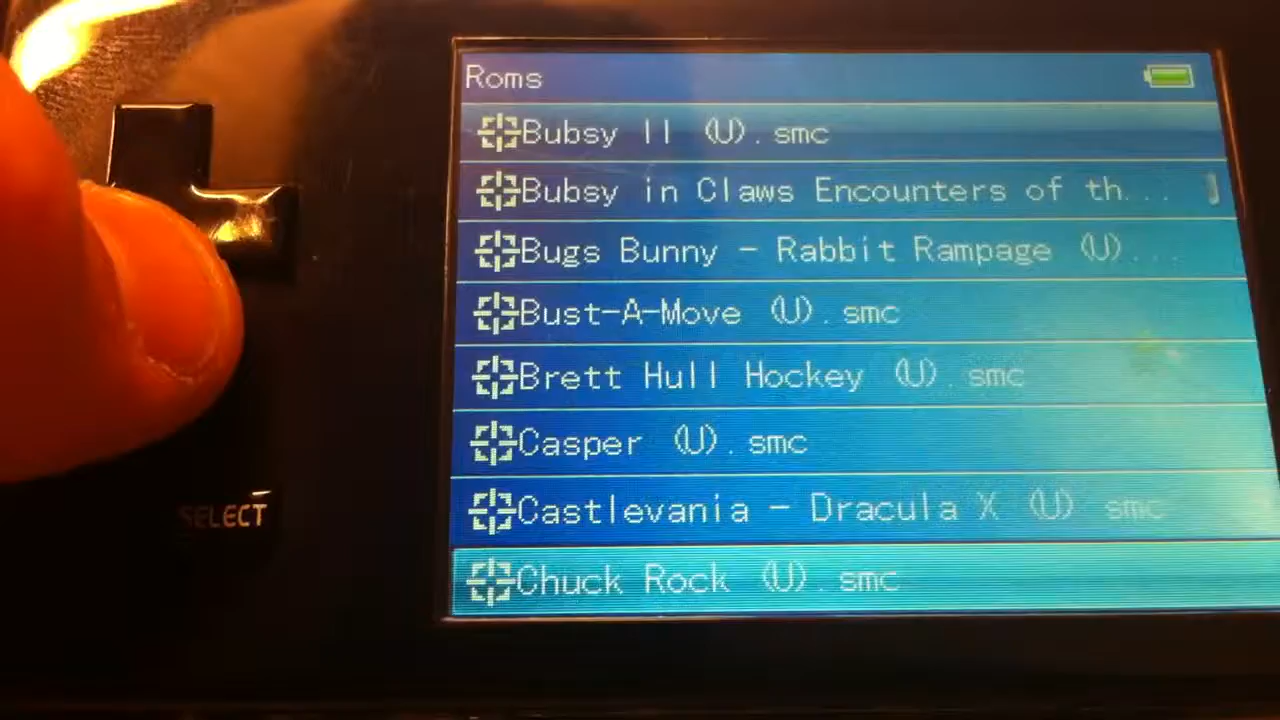 Roms
Bubsy II (U).smc
Bubsy in Claws Encounters of th...
Bugs Bunny - Rabbit Rampage (U)...
Bust-A-Move (U).smc
Brett Hull Hockey (U).smc
Casper (U).smc
Castlevania - Dracula X (U).smc
Chuck Rock (U).smc
SELECT